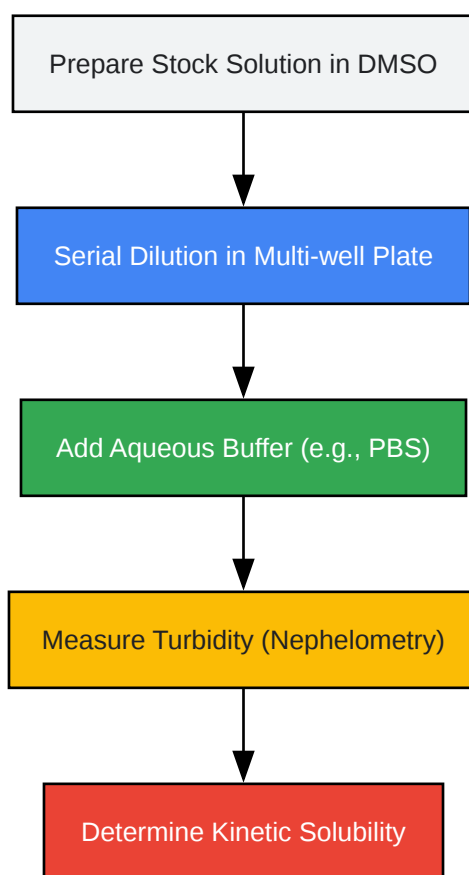 Prepare Stock Solution in DMSO
Serial Dilution in Multi-well Plate
Add Aqueous Buffer (e.g., PBS)
Measure Turbidity (Nephelometry)
Determine Kinetic Solubility